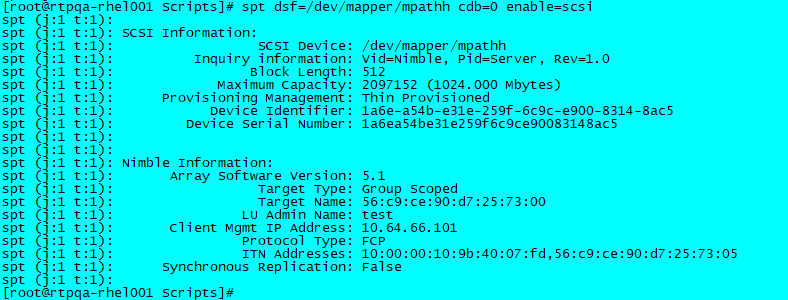 [root@rtpqa-rhel001 Scripts]# spt dsf=/dev/mapper/mpathh cdb=0 enable=scsi
spt (j:1 t:1):
spt (j:1 t:1): SCSI Information:
spt (j:1 t:1): SCSI Device: /dev/mapper/mpathh
spt (j:1 t:1): Inquiry information: Vid=Nimble, Pid=Server, Rev=1.0
spt (j:1 t:1): Block Length: 512
spt (j:1 t:1): Maximum Capacity: 2097152 (1024.000 Mbytes)
spt (j:1 t:1): Provisioning Management: Thin Provisioned
spt (j:1 t:1): Device Identifier: 1a6e-a54b-e31e-259f-6c9c-e900-8314-8ac5
spt (j:1 t:1): Device Serial Number: 1a6ea54be31e259f6c9ce90083148ac5
spt (j:1 t:1):
spt (j:1 t:1):
spt (j:1 t:1): Nimble Information:
spt (j:1 t:1): Array Software Version: 5.1
spt (j:1 t:1): Target Type: Group Scoped
spt (j:1 t:1): Target Name: 56:c9:ce:90:d7:25:73:00
spt (j:1 t:1): LU Admin Name: test
spt (j:1 t:1): Client Mgmt IP Address: 10.64.66.101
spt (j:1 t:1): Protocol Type: FCP
spt (j:1 t:1): ITN Addresses: 10:00:00:10:9b:40:07:fd,56:c9:ce:90:d7:25:73:05
spt (j:1 t:1): Synchronous Replication: False
spt (j:1 t:1):
[root@rtpqa-rhel001 Scripts]#